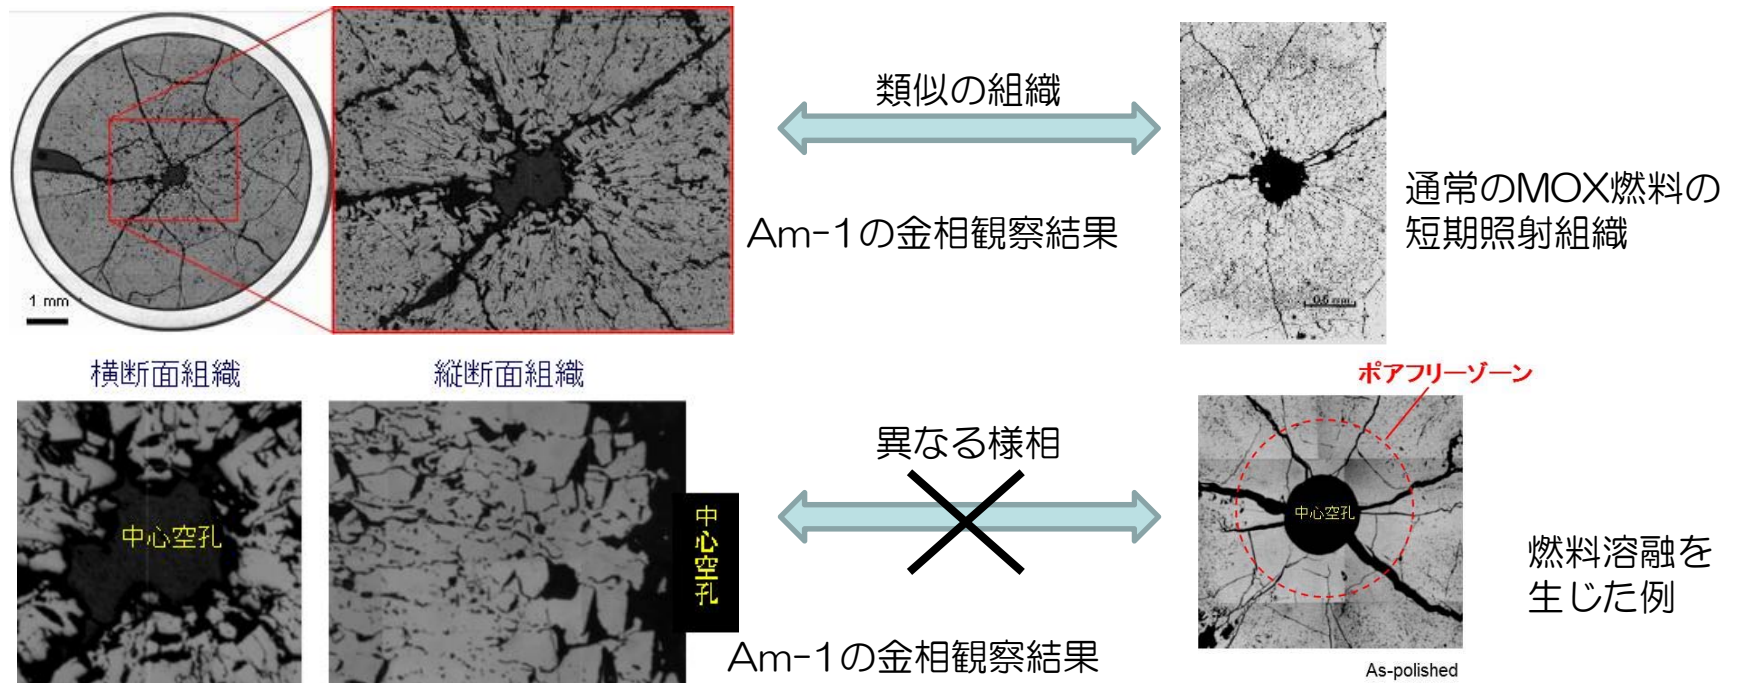 類似の組織
Am-1の金相観察結果
通常のMOX燃料の
短期照射組織
1 mm
0.5 mm
横断面組織
縦断面組織
ポアフリーゾーン
中心空孔
中心空孔
異なる様相
中心空孔
燃料溶融を
生じた例
Am-1の金相観察結果
As-polished